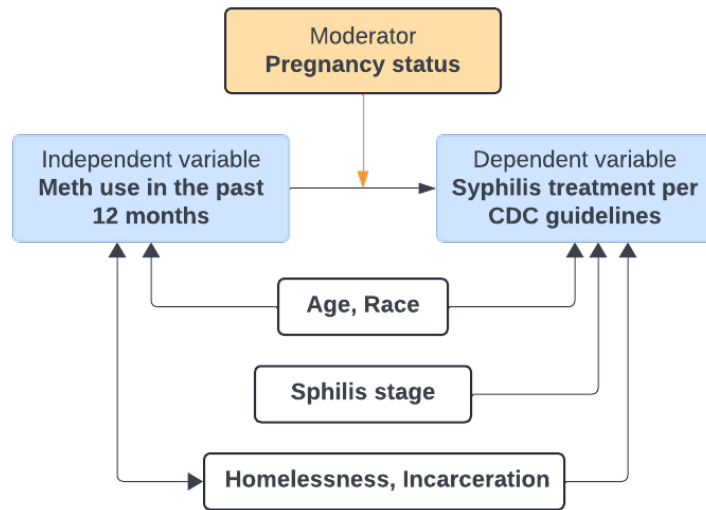 Moderator
Pregnancy status
Independent variable
Meth use in the past
12 months
Dependent variable
Syphilis treatment per
CDC guidelines
Age, Race
Sphilis stage
Homelessness, Incarceration